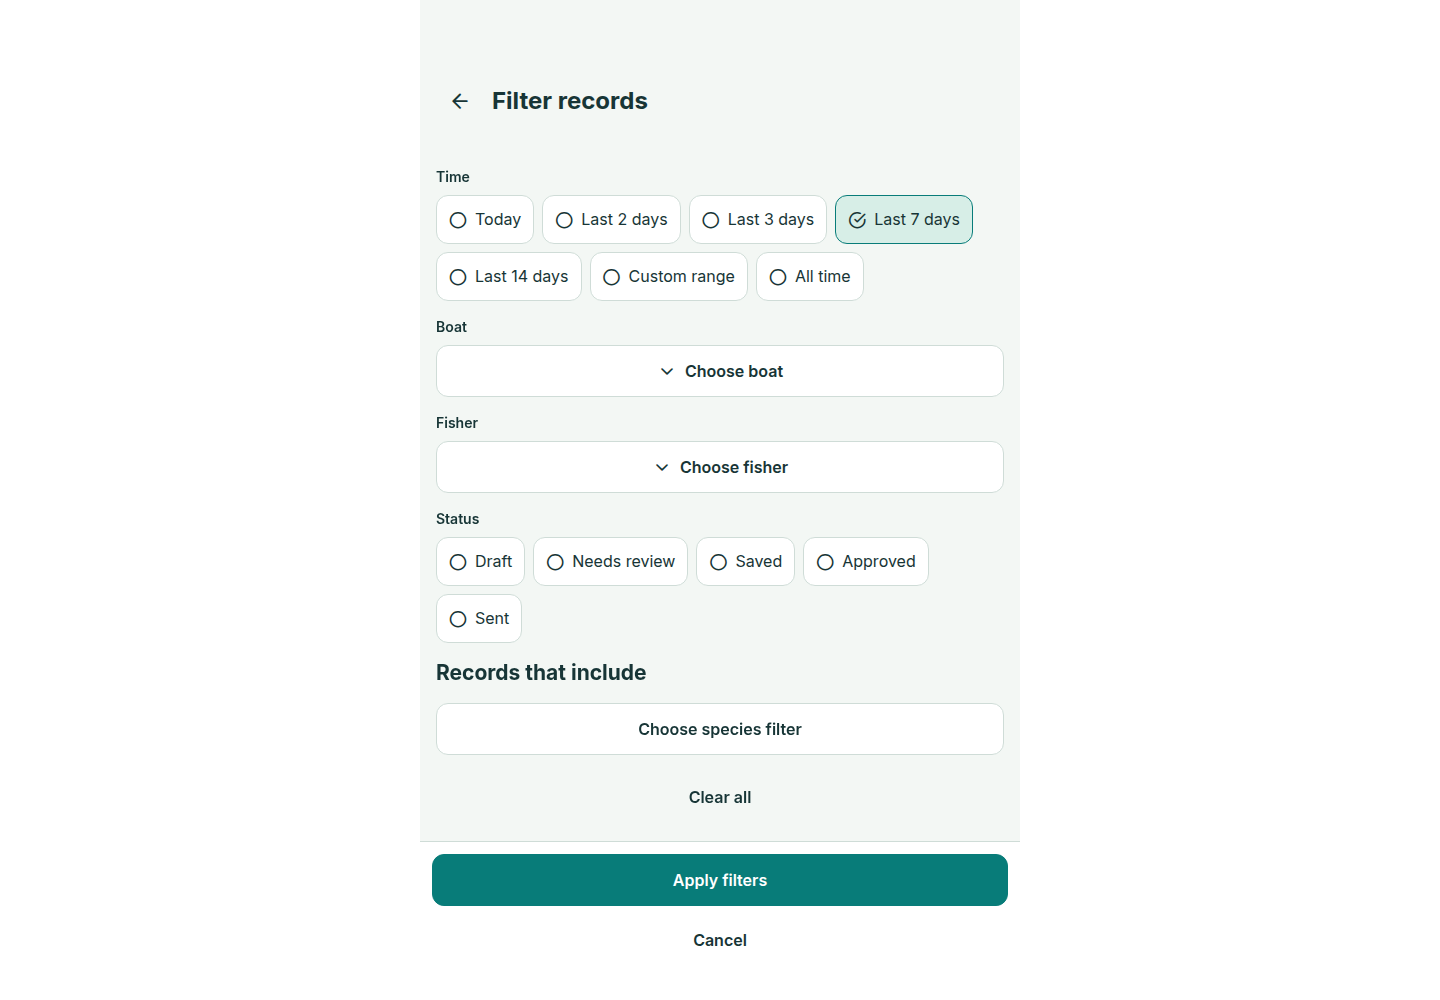 Filter records
Time
Today
Last 2 days
Last 3 days
Last 7 days
Last 14 days
Custom range
All time
Boat
Choose boat
Fisher
Choose fisher
Status
Draft
Needs review
Saved
Approved
Sent
Records that include
Choose species filter
Clear all
Apply filters
Cancel